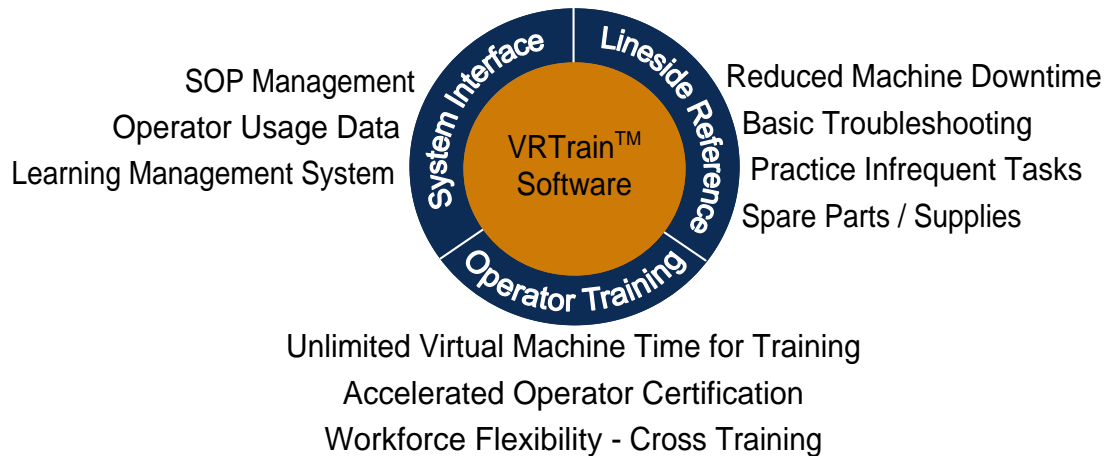 System Interface
Lineside Reference
SOP Management
Operator Usage Data
Learning Management System
VRTrain™
Software
Reduced Machine Downtime
Basic Troubleshooting
Practice Infrequent Tasks
Spare Parts / Supplies
Operator Training
Unlimited Virtual Machine Time for Training
Accelerated Operator Certification
Workforce Flexibility - Cross Training